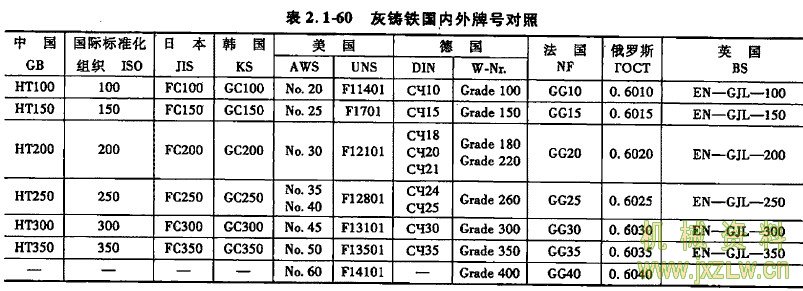 表 2.1-60 灰铸铁国内外牌号对照
中 国 国际标准化 日 本 韩 国 美 国 德 国 法 国 俄罗斯 英 国
GB 组织 ISO JIS KS AWS UNS DIN W-Nr. NF ГОСТ BS
HT100 100 FC100 GC100 No. 20 F11401 СЧ10 Grade 100 GG10 0.6010 EN—GJL—100
HT150 150 FC150 GC150 No. 25 F1701 СЧ15 Grade 150 GG15 0.6015 EN—GJL—150
HT200 200 FC200 GC200 No. 30 F12101 СЧ18 СЧ20 СЧ21 Grade 180 Grade 220 GG20 0.6020 EN—GJL—200
HT250 250 FC250 GC250 No. 35 No. 40 F12801 СЧ24 СЧ25 Grade 260 GG25 0.6025 EN—GJL—250
HT300 300 FC300 GC300 No. 45 F13101 СЧ30 Grade 300 GG30 0.6030 EN—GJL—300
HT350 350 FC350 GC350 No. 50 F13501 СЧ35 Grade 350 GG35 0.6035 EN—GJL—350
— — — — No. 60 F14101 — Grade 400 GG40 0.6040 —
机械资料
www.jxzlw.cn